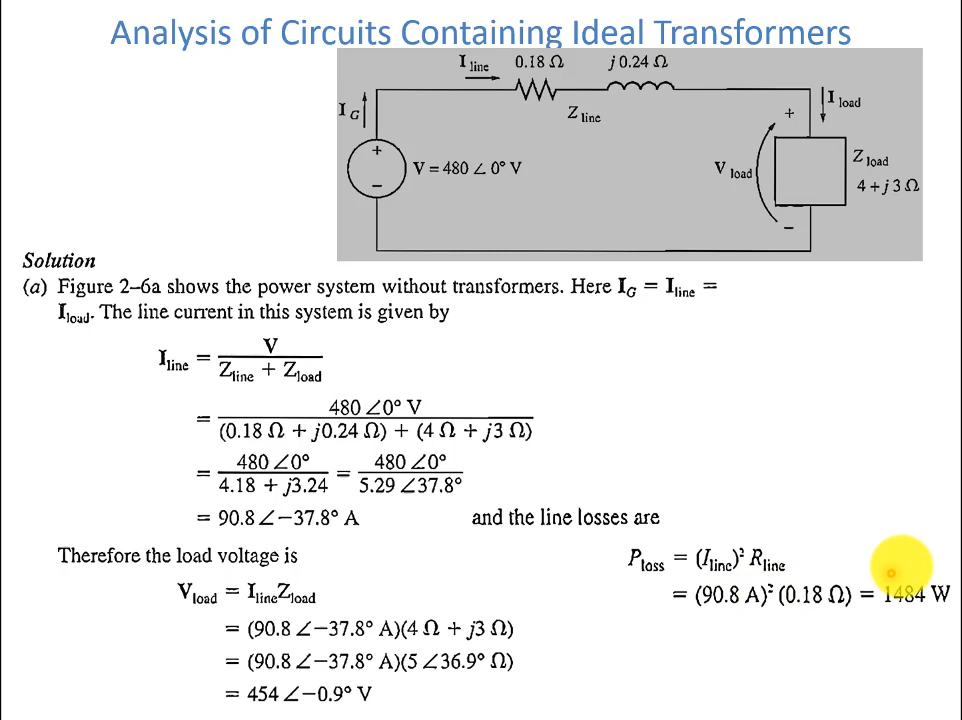 Analysis of Circuits Containing Ideal Transformers
I line 0.18 Ω j 0.24 Ω
Z line
I G
+
−
V = 480 ∠ 0° V
I load
+
V load
−
Z load
4 + j 3 Ω
Solution
(a) Figure 2–6a shows the power system without transformers. Here I_G = I_line =
I_load. The line current in this system is given by
I_line = V / (Z_line + Z_load)
= 480 ∠0° V / ((0.18 Ω + j0.24 Ω) + (4 Ω + j3 Ω))
= 480 ∠0° / (4.18 + j3.24) = 480 ∠0° / (5.29 ∠37.8°)
= 90.8 ∠−37.8° A
Therefore the load voltage is
V_load = I_line Z_load
= (90.8 ∠−37.8° A)(4 Ω + j3 Ω)
= (90.8 ∠−37.8° A)(5 ∠36.9° Ω)
= 454 ∠−0.9° V
and the line losses are
P_loss = (I_line)² R_line
= (90.8 A)² (0.18 Ω) = 1484 W